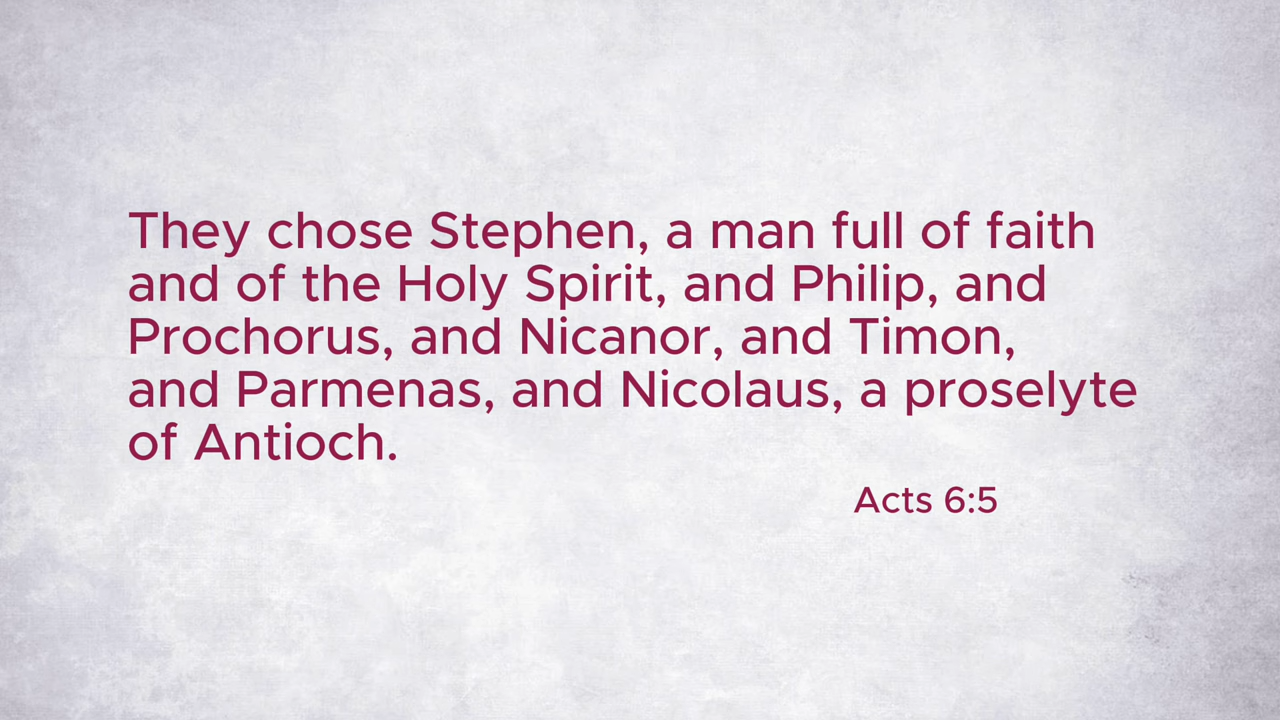 They chose Stephen, a man full of faith
and of the Holy Spirit, and Philip, and
Prochorus, and Nicanor, and Timon,
and Parmenas, and Nicolaus, a proselyte
of Antioch.
Acts 6:5